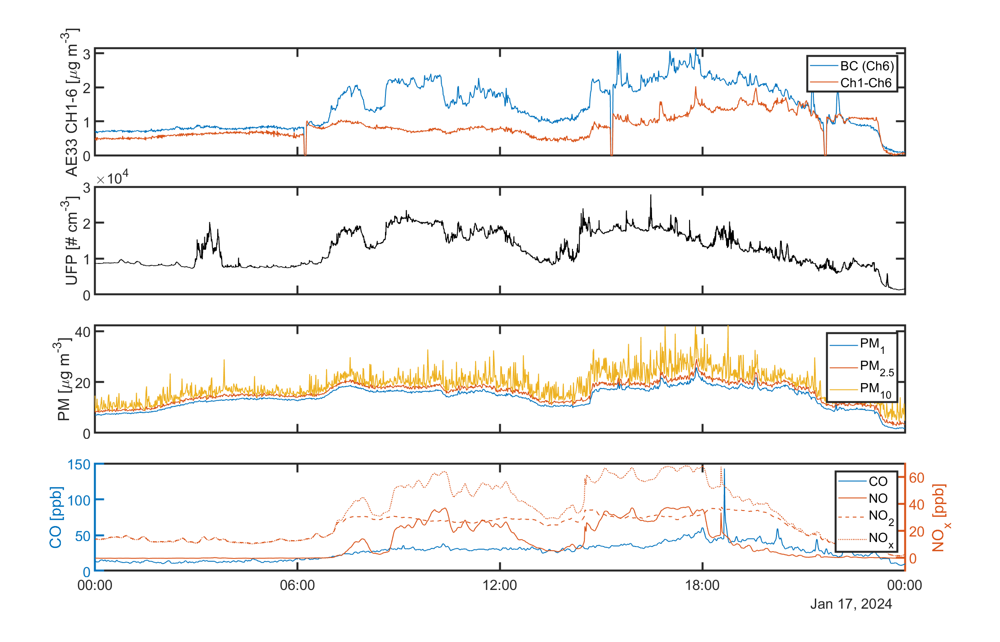 AE33 CH1-6 [μg m-3]
3
2
1
0
BC (Ch6)
Ch1-Ch6
×10^4
UFP [# cm-3]
3
2
1
0
PM [μg m-3]
40
20
0
PM1
PM2.5
PM10
CO [ppb]
150
100
50
0
CO
NO
NO2
NOx
60
40
20
0
NOx [ppb]
00:00 06:00 12:00 18:00 00:00
Jan 17, 2024